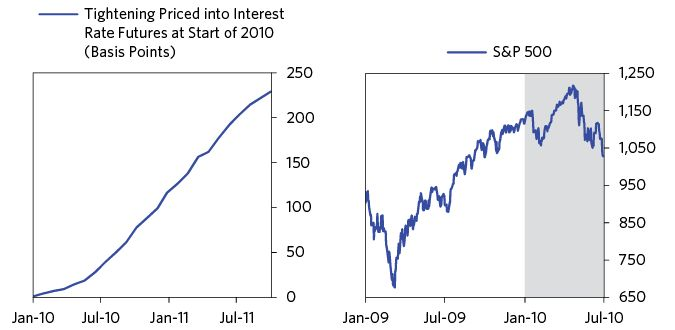 Tightening Priced into Interest
Rate Futures at Start of 2010
(Basis Points)
250
200
150
100
50
0
Jan-10 Jul-10 Jan-11 Jul-11
S&P 500
1,250
1,150
1,050
950
850
750
650
Jan-09 Jul-09 Jan-10 Jul-10